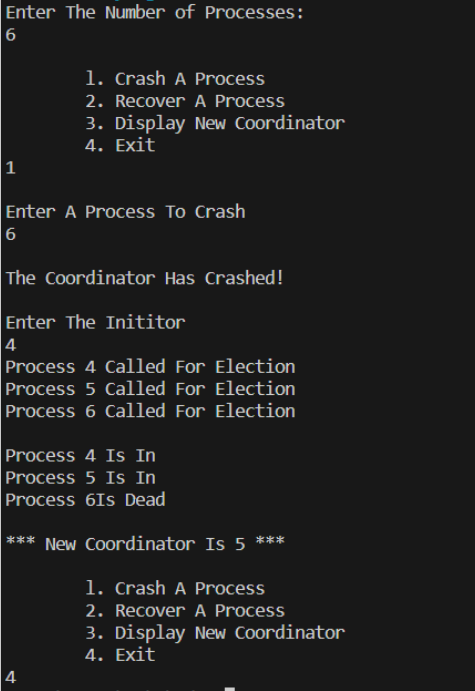 Enter The Number of Processes:
6
1. Crash A Process
2. Recover A Process
3. Display New Coordinator
4. Exit
1
Enter A Process To Crash
6
The Coordinator Has Crashed!
Enter The Inititor
4
Process 4 Called For Election
Process 5 Called For Election
Process 6 Called For Election
Process 4 Is In
Process 5 Is In
Process 6Is Dead
*** New Coordinator Is 5 ***
1. Crash A Process
2. Recover A Process
3. Display New Coordinator
4. Exit
4